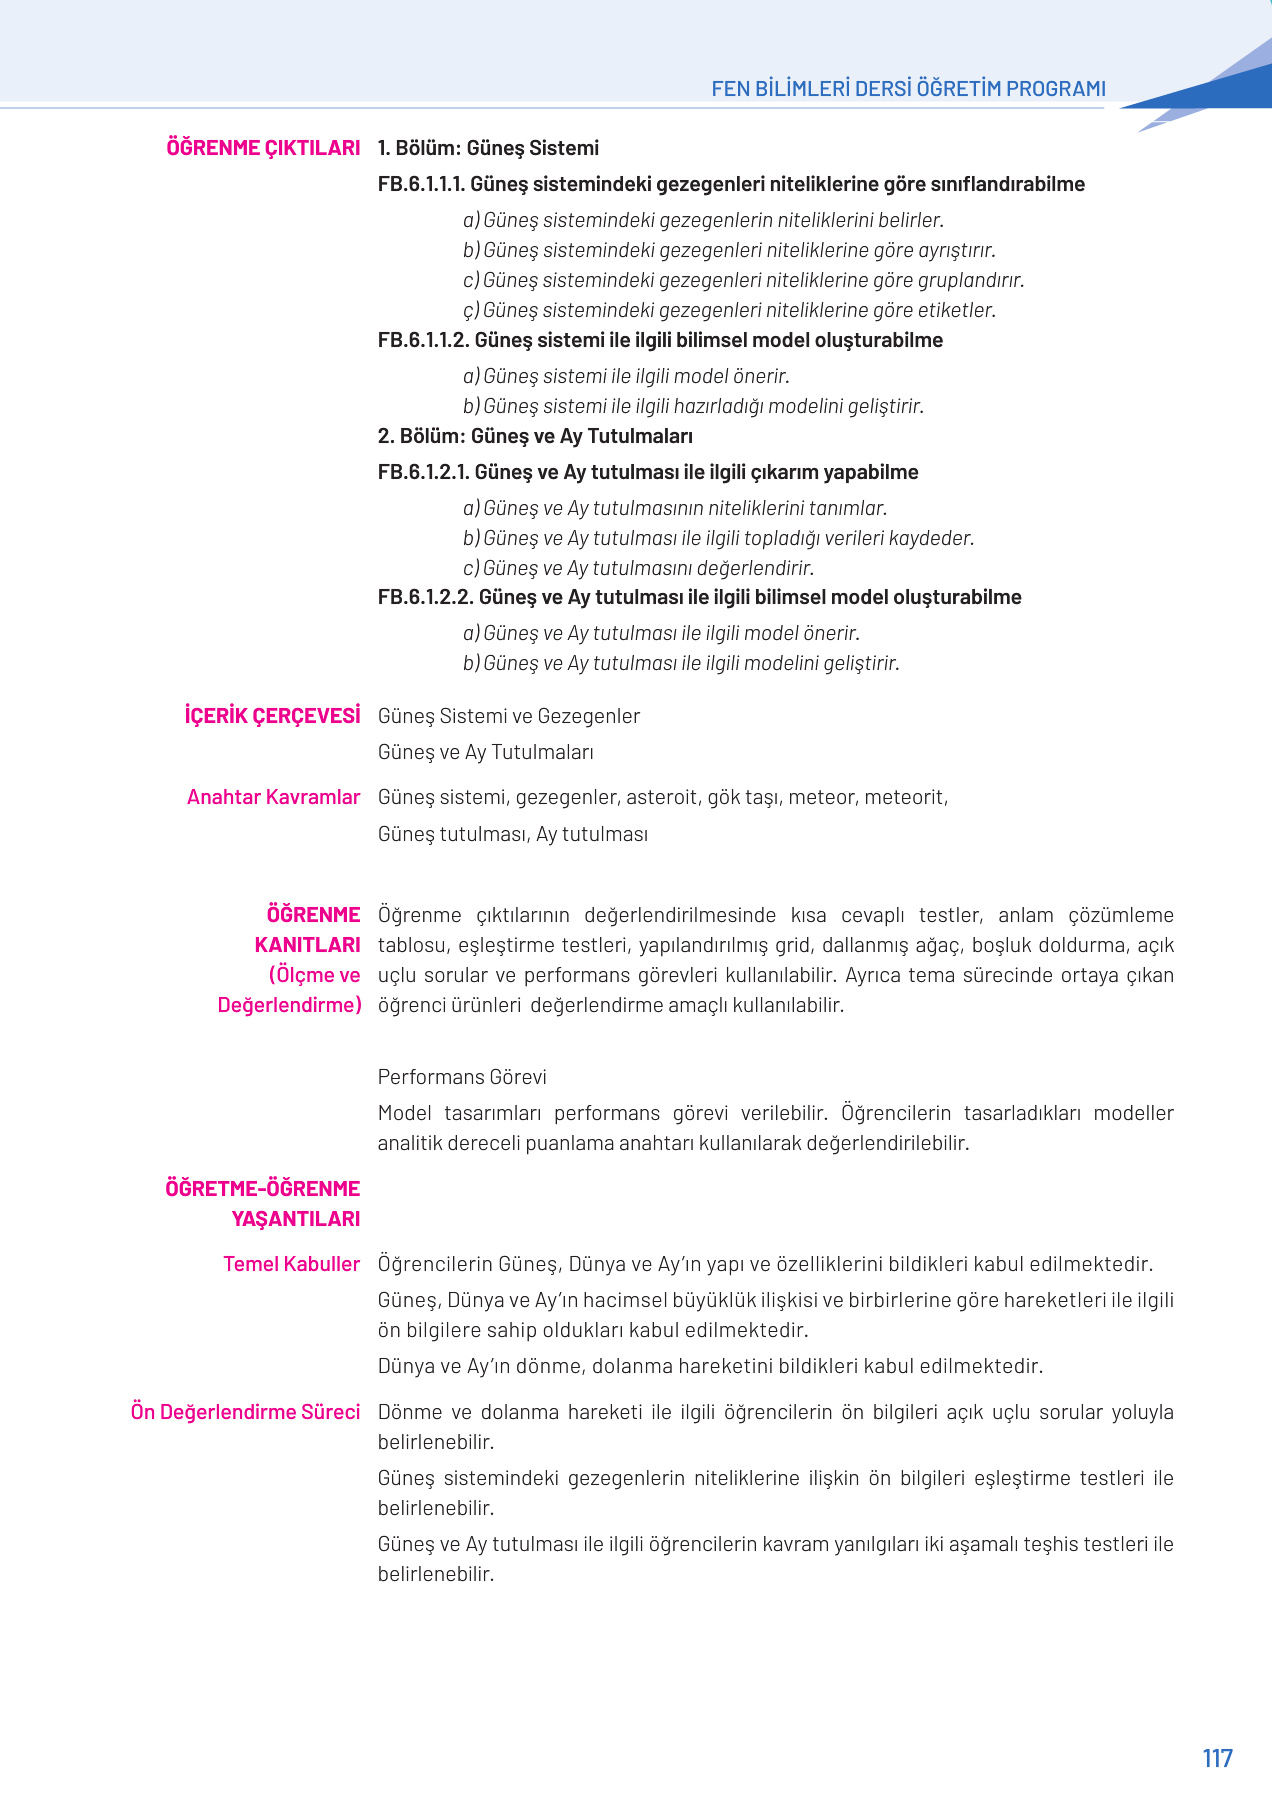 FEN BİLİMLERİ DERSİ ÖĞRETİM PROGRAMI
ÖĞRENME ÇIKTILARI 1. Bölüm: Güneş Sistemi
FB.6.1.1.1. Güneş sistemindeki gezegenleri niteliklerine göre sınıflandırabilme
a) Güneş sistemindeki gezegenlerin niteliklerini belirler.
b) Güneş sistemindeki gezegenleri niteliklerine göre ayrıştırır.
c) Güneş sistemindeki gezegenleri niteliklerine göre gruplandırır.
ç) Güneş sistemindeki gezegenleri niteliklerine göre etiketler.
FB.6.1.1.2. Güneş sistemi ile ilgili bilimsel model oluşturabilme
a) Güneş sistemi ile ilgili model önerir.
b) Güneş sistemi ile ilgili hazırladığı modelini geliştirir.
2. Bölüm: Güneş ve Ay Tutulmaları
FB.6.1.2.1. Güneş ve Ay tutulması ile ilgili çıkarım yapabilme
a) Güneş ve Ay tutulmasının niteliklerini tanımlar.
b) Güneş ve Ay tutulması ile ilgili topladığı verileri kaydeder.
c) Güneş ve Ay tutulmasını değerlendirir.
FB.6.1.2.2. Güneş ve Ay tutulması ile ilgili bilimsel model oluşturabilme
a) Güneş ve Ay tutulması ile ilgili model önerir.
b) Güneş ve Ay tutulması ile ilgili modelini geliştirir.
İÇERİK ÇERÇEVESİ Güneş Sistemi ve Gezegenler
Güneş ve Ay Tutulmaları
Anahtar Kavramlar Güneş sistemi, gezegenler, asteroit, gök taşı, meteor, meteorit,
Güneş tutulması, Ay tutulması
ÖĞRENME Öğrenme çıktılarının değerlendirilmesinde kısa cevaplı testler, anlam çözümleme
KANITLARI tablosu, eşleştirme testleri, yapılandırılmış grid, dallanmış ağaç, boşluk doldurma, açık
(Ölçme ve uçlu sorular ve performans görevleri kullanılabilir. Ayrıca tema sürecinde ortaya çıkan
Değerlendirme) öğrenci ürünleri değerlendirme amaçlı kullanılabilir.
Performans Görevi
Model tasarımları performans görevi verilebilir. Öğrencilerin tasarladıkları modeller
analitik dereceli puanlama anahtarı kullanılarak değerlendirilebilir.
ÖĞRETME-ÖĞRENME
YAŞANTILARI
Temel Kabuller Öğrencilerin Güneş, Dünya ve Ay’ın yapı ve özelliklerini bildikleri kabul edilmektedir.
Güneş, Dünya ve Ay’ın hacimsel büyüklük ilişkisi ve birbirlerine göre hareketleri ile ilgili
ön bilgilere sahip oldukları kabul edilmektedir.
Dünya ve Ay’ın dönme, dolanma hareketini bildikleri kabul edilmektedir.
Ön Değerlendirme Süreci Dönme ve dolanma hareketi ile ilgili öğrencilerin ön bilgileri açık uçlu sorular yoluyla
belirlenebilir.
Güneş sistemindeki gezegenlerin niteliklerine ilişkin ön bilgileri eşleştirme testleri ile
belirlenebilir.
Güneş ve Ay tutulması ile ilgili öğrencilerin kavram yanılgıları iki aşamalı teşhis testleri ile
belirlenebilir.
117